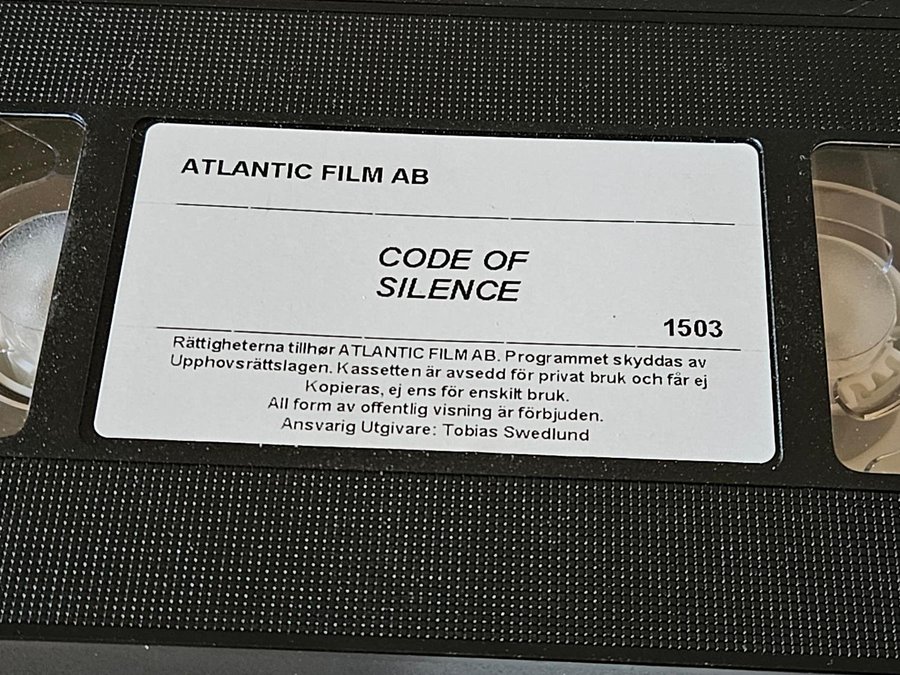 ATLANTIC FILM AB
CODE OF
SILENCE
1503
Rättigheterna tillhør ATLANTIC FILM AB. Programmet skyddas av
Upphovsrättslagen. Kassetten är avsedd för privat bruk och får ej
Kopieras, ej ens för enskilt bruk.
All form av offentlig visning är förbjuden.
Ansvarig Utgivare: Tobias Swedlund